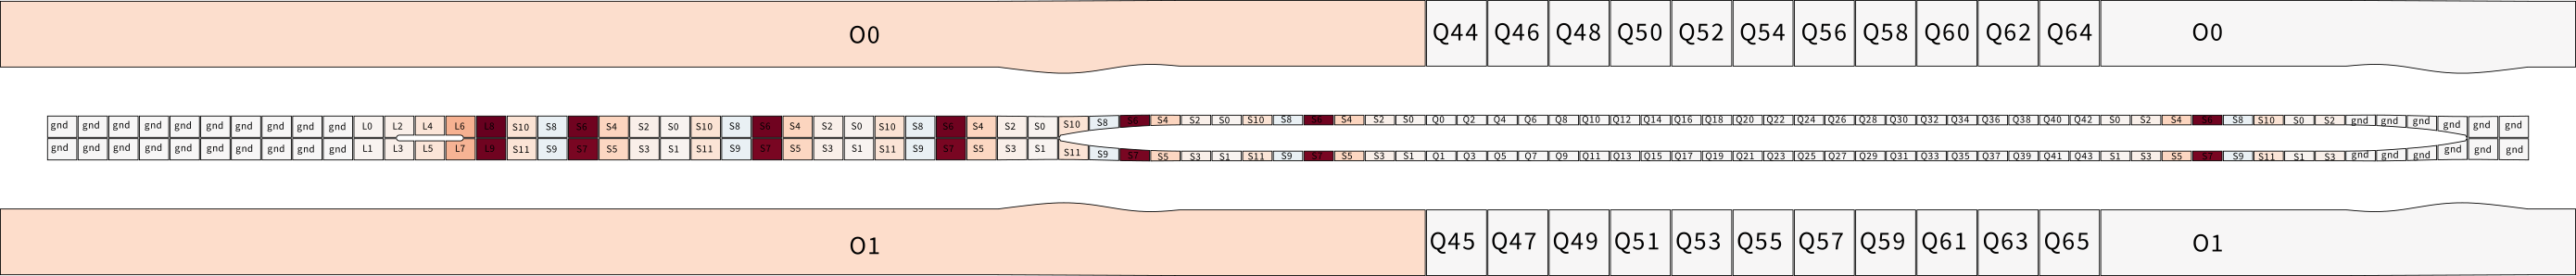 O0 Q44 Q46 Q48 Q50 Q52 Q54 Q56 Q58 Q60 Q62 Q64 O0
gnd gnd gnd gnd gnd gnd gnd gnd gnd gnd L0 L2 L4 L6 L8 S10 S8 S6 S4 S2 S0 S10 S8 S6 S4 S2 S0 S10 S8 S6 S4 S2 S0 S10 S8 S6 S4 S2 S0 S10 S8 S6 S4 S2 S0 Q0 Q2 Q4 Q6 Q8 Q10 Q12 Q14 Q16 Q18 Q20 Q22 Q24 Q26 Q28 Q30 Q32 Q34 Q36 Q38 Q40 Q42 S0 S2 S4 S6 S8 S10 S0 S2 gnd gnd gnd gnd gnd gnd
gnd gnd gnd gnd gnd gnd gnd gnd gnd gnd L1 L3 L5 L7 L9 S11 S9 S7 S5 S3 S1 S11 S9 S7 S5 S3 S1 S11 S9 S7 S5 S3 S1 S11 S9 S7 S5 S3 S1 S11 S9 S7 S5 S3 S1 Q1 Q3 Q5 Q7 Q9 Q11 Q13 Q15 Q17 Q19 Q21 Q23 Q25 Q27 Q29 Q31 Q33 Q35 Q37 Q39 Q41 Q43 S1 S3 S5 S7 S9 S11 S1 S3 gnd gnd gnd gnd gnd gnd
O1 Q45 Q47 Q49 Q51 Q53 Q55 Q57 Q59 Q61 Q63 Q65 O1